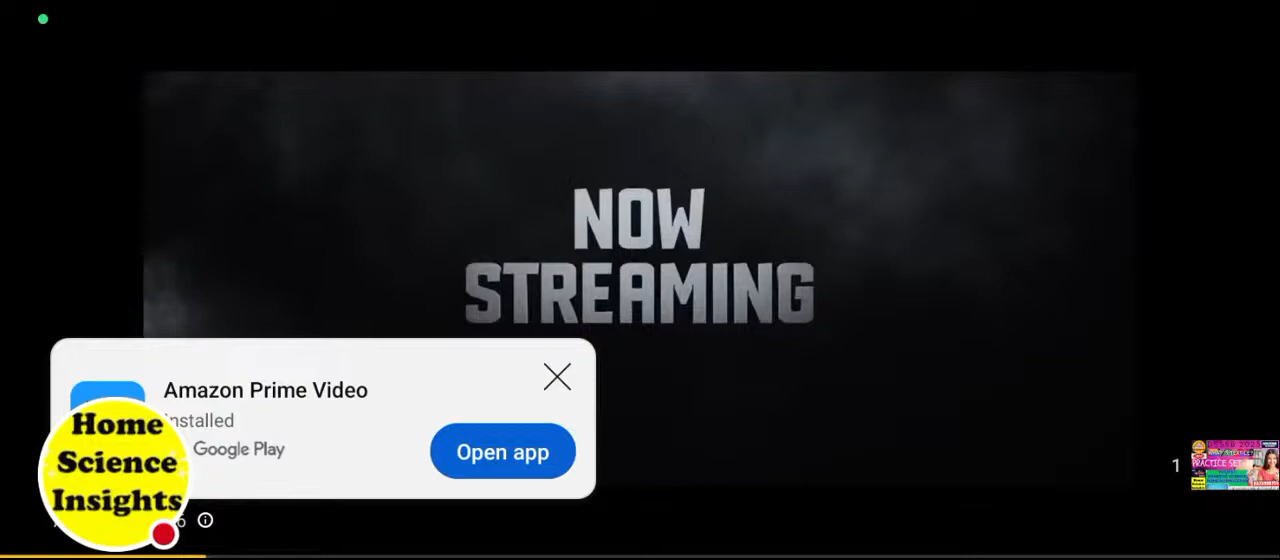 NOW
STREAMING
Amazon Prime Video
Installed
Google Play
Open app
Home
Science
Insights
1
PRACTICE SET